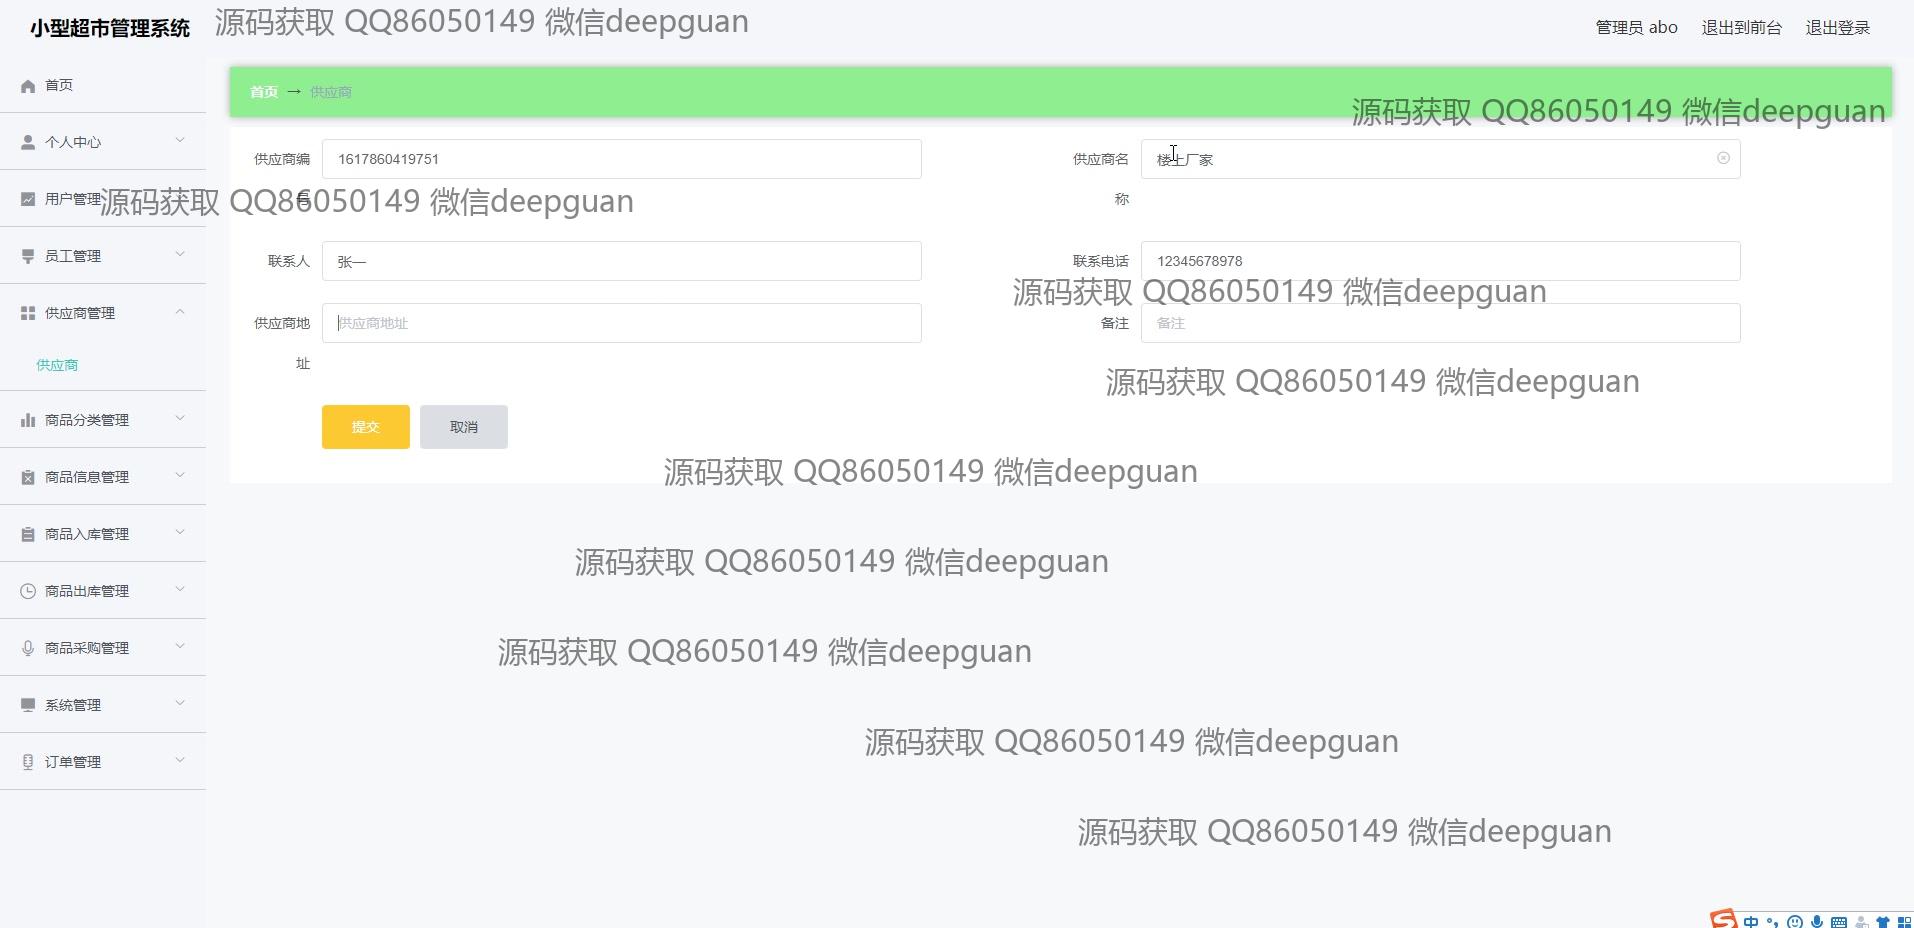 小型超市管理系统
源码获取 QQ86050149 微信deepguan
管理员 abo 退出到前台 退出登录
首页
个人中心
用户管理
员工管理
供应商管理
供应商
商品分类管理
商品信息管理
商品入库管理
商品出库管理
商品采购管理
系统管理
订单管理
首页 → 供应商
源码获取 QQ86050149 微信deepguan
供应商编 1617860419751
供应商名称 楼上厂家
源码获取 QQ86050149 微信deepguan
联系人 张一
联系电话 12345678978
源码获取 QQ86050149 微信deepguan
供应商地址 供应商地址
备注 备注
源码获取 QQ86050149 微信deepguan
提交 取消
源码获取 QQ86050149 微信deepguan
源码获取 QQ86050149 微信deepguan
源码获取 QQ86050149 微信deepguan
源码获取 QQ86050149 微信deepguan
源码获取 QQ86050149 微信deepguan
中